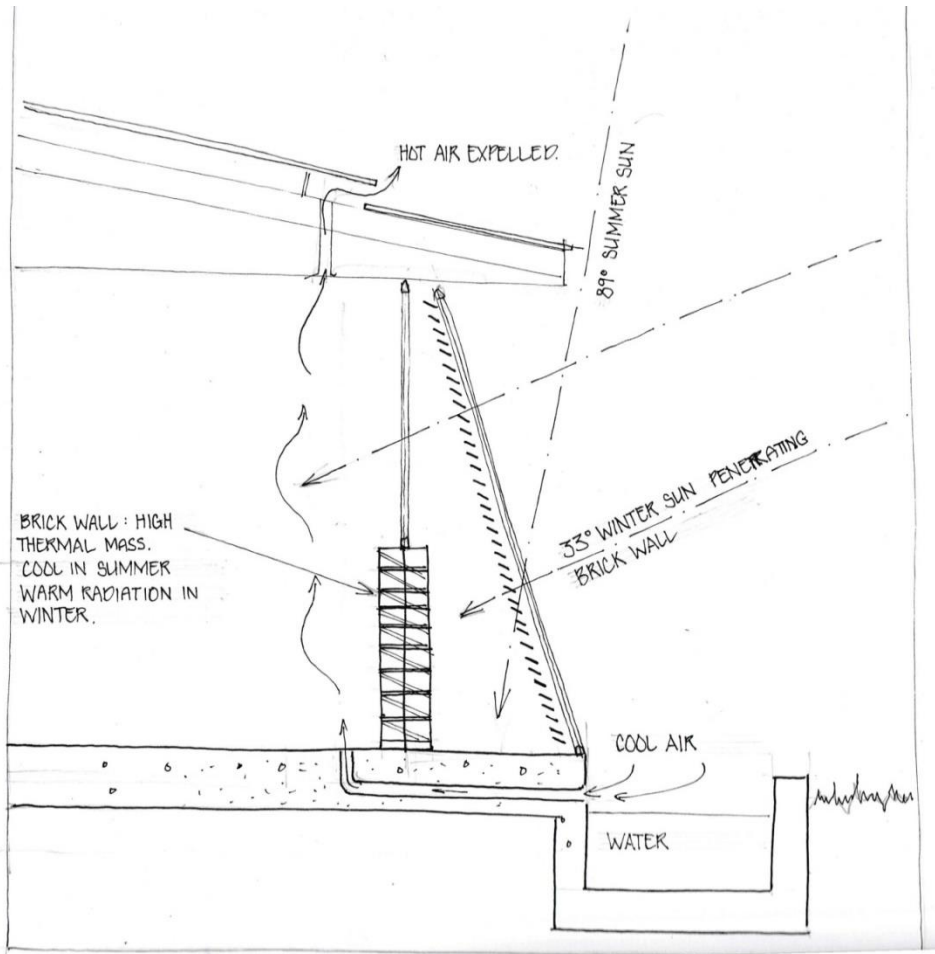 HOT AIR EXPELLED.
89° SUMMER SUN
33° WINTER SUN PENETRATING
BRICK WALL
BRICK WALL : HIGH
THERMAL MASS.
COOL IN SUMMER
WARM RADIATION IN
WINTER.
COOL AIR
WATER